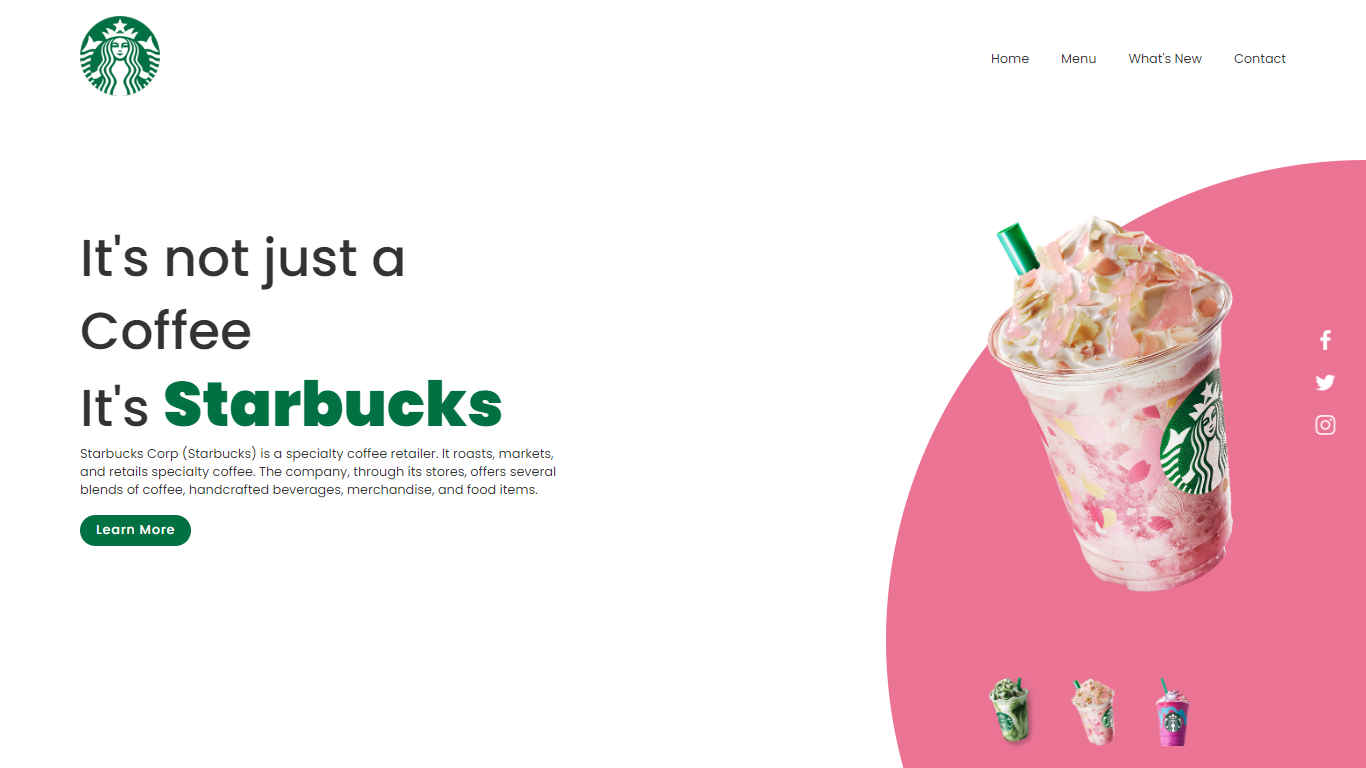 Home Menu What's New Contact
It's not just a
Coffee
It's Starbucks
Starbucks Corp (Starbucks) is a specialty coffee retailer. It roasts, markets,
and retails specialty coffee. The company, through its stores, offers several
blends of coffee, handcrafted beverages, merchandise, and food items.
Learn More